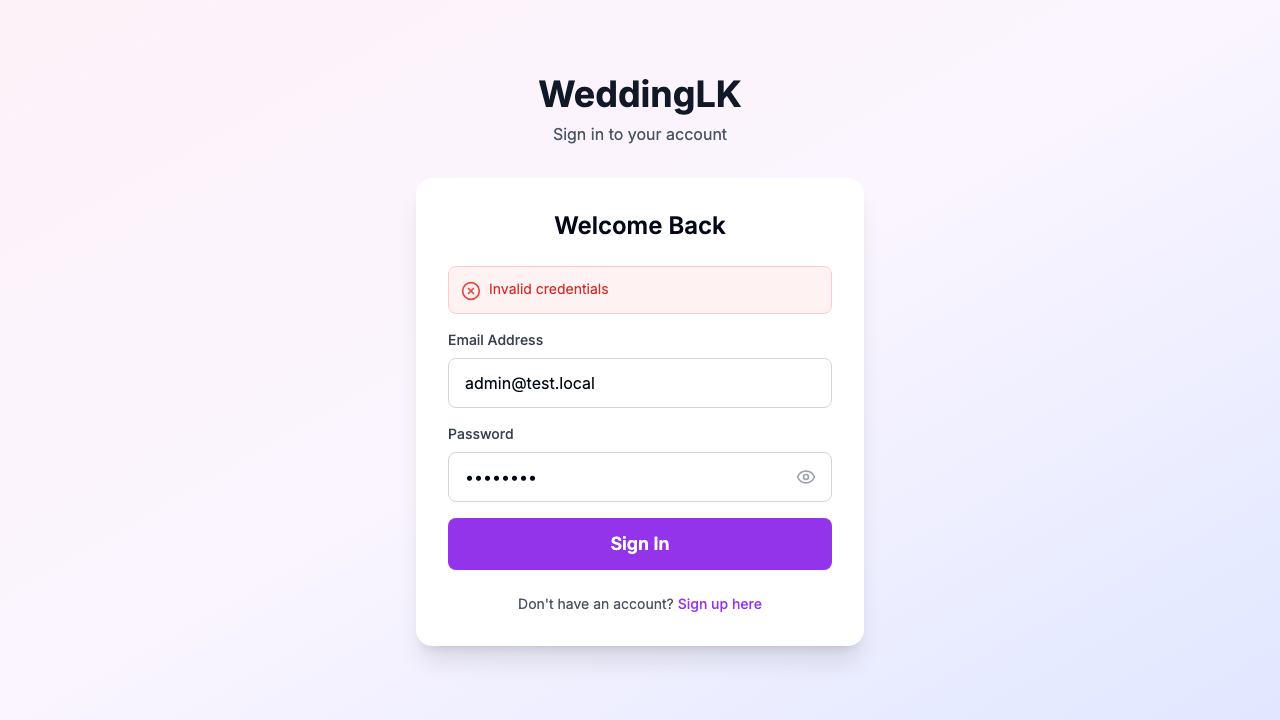 WeddingLK
Sign in to your account
Welcome Back
Invalid credentials
Email Address
admin@test.local
Password
••••••••
Sign In
Don't have an account? Sign up here